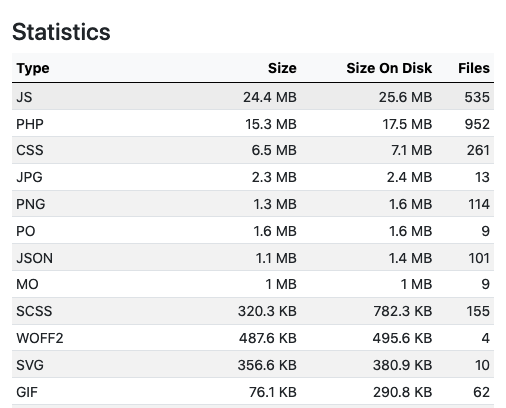 Statistics
Type Size Size On Disk Files
JS 24.4 MB 25.6 MB 535
PHP 15.3 MB 17.5 MB 952
CSS 6.5 MB 7.1 MB 261
JPG 2.3 MB 2.4 MB 13
PNG 1.3 MB 1.6 MB 114
PO 1.6 MB 1.6 MB 9
JSON 1.1 MB 1.4 MB 101
MO 1 MB 1 MB 9
SCSS 320.3 KB 782.3 KB 155
WOFF2 487.6 KB 495.6 KB 4
SVG 356.6 KB 380.9 KB 10
GIF 76.1 KB 290.8 KB 62